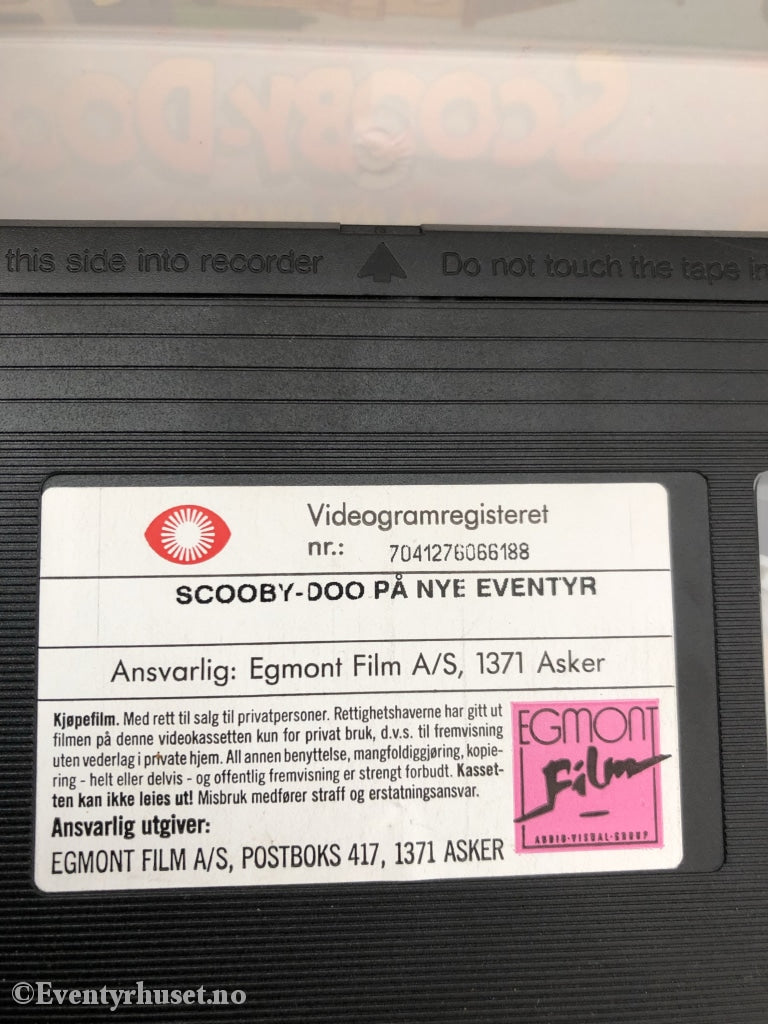 SCOOBY-DOO
this side into recorder
Do not touch the tape in
Videogramregisteret
nr.: 7041276066188
SCOOBY-DOO PÅ NYE EVENTYR
Ansvarlig: Egmont Film A/S, 1371 Asker
Kjøpefilm. Med rett til salg til privatpersoner. Rettighetshaverne har gitt ut
filmen på denne videokassetten kun for privat bruk, d.v.s. til fremvisning
uten vederlag i private hjem. All annen benyttelse, mangfoldiggjøring, kopie-
ring - helt eller delvis - og offentlig fremvisning er strengt forbudt. Kasset-
ten kan ikke leies ut! Misbruk medfører straff og erstatningsansvar.
Ansvarlig utgiver:
EGMONT FILM A/S, POSTBOKS 417, 1371 ASKER
EGMONT
Film
AUDIO·VISUAL·GROUP
©Eventyrhuset.no